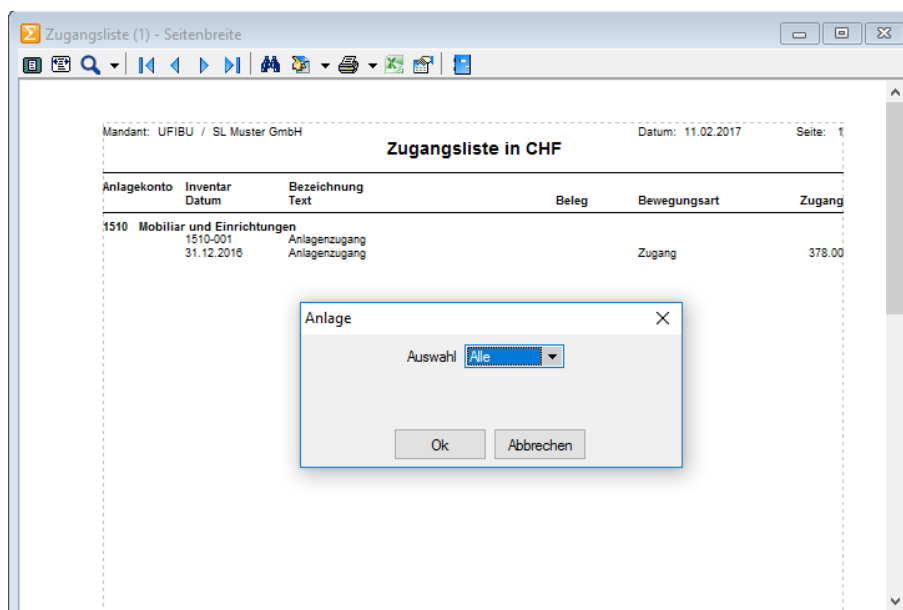 Zugangsliste (1) - Seitenbreite
Mandant: UFIBU / SL Muster GmbH Datum: 11.02.2017 Seite: 1
Zugangsliste in CHF
Anlagekonto Inventar Bezeichnung
Datum Text Beleg Bewegungsart Zugang
1510 Mobiliar und Einrichtungen
1510-001 Anlagenzugang
31.12.2016 Anlagenzugang Zugang 378.00
Anlage
Auswahl Alle
Ok Abbrechen